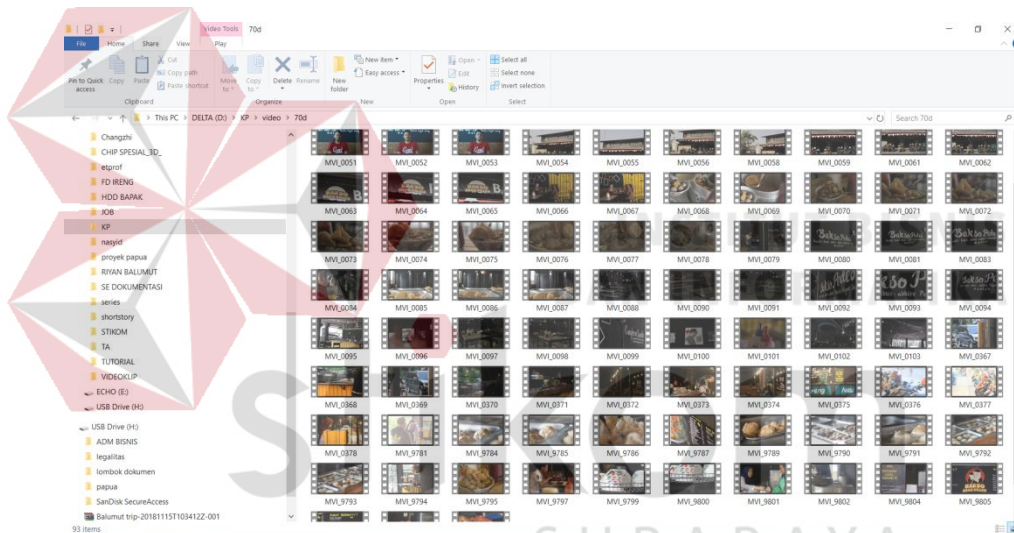 Video Tools 70d
File Home Share View Play
Pin to Quick access
Copy
Paste
Cut
Copy path
Paste shortcut
Clipboard
Move to
Copy to
Delete
Rename
Organize
New folder
New item
Easy access
New
Properties
Open
Edit
History
Open
Select all
Select none
Invert selection
Select
This PC > DELTA (D:) > KP > video > 70d
Search 70d
Changzhi
CHIP SPESIAL_3D_
etprof
FD IRENG
HDD BAPAK
JOB
KP
nasyid
proyek papua
RIYAN BALUMUT
SE DOKUMENTASI
series
shortstory
STIKOM
TA
TUTORIAL
VIDEOKLIP
ECHO (E:)
USB Drive (H:)
USB Drive (H:)
ADM BISNIS
legalitas
lombok dokumen
papua
SanDisk SecureAccess
Balumut trip-20181115T103412Z-001
MVI_0051 MVI_0052 MVI_0053 MVI_0054 MVI_0055 MVI_0056 MVI_0058 MVI_0059 MVI_0061 MVI_0062
MVI_0063 MVI_0064 MVI_0065 MVI_0066 MVI_0067 MVI_0068 MVI_0069 MVI_0070 MVI_0071 MVI_0072
MVI_0073 MVI_0074 MVI_0075 MVI_0076 MVI_0077 MVI_0078 MVI_0079 MVI_0080 MVI_0081 MVI_0083
MVI_0084 MVI_0085 MVI_0086 MVI_0087 MVI_0088 MVI_0090 MVI_0091 MVI_0092 MVI_0093 MVI_0094
MVI_0095 MVI_0096 MVI_0097 MVI_0098 MVI_0099 MVI_0100 MVI_0101 MVI_0102 MVI_0103 MVI_0367
MVI_0368 MVI_0369 MVI_0370 MVI_0371 MVI_0372 MVI_0373 MVI_0374 MVI_0375 MVI_0376 MVI_0377
MVI_0378 MVI_9781 MVI_9784 MVI_9785 MVI_9786 MVI_9787 MVI_9789 MVI_9790 MVI_9791 MVI_9792
MVI_9793 MVI_9794 MVI_9795 MVI_9797 MVI_9799 MVI_9800 MVI_9801 MVI_9802 MVI_9804 MVI_9805
93 items
stikom
SURABAYA